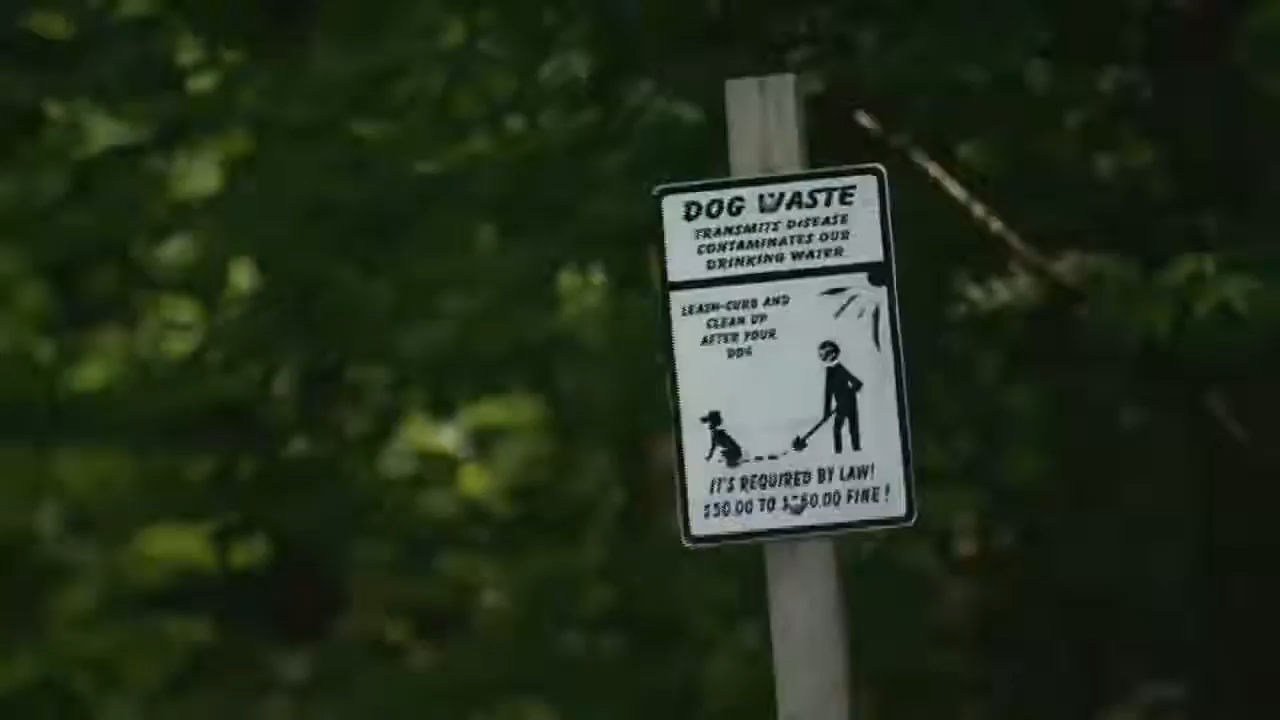 DOG WASTE
TRANSMITS DISEASE
CONTAMINATES OUR
DRINKING WATER
LEASH-CURB AND
CLEAN UP
AFTER YOUR
DOG
IT'S REQUIRED BY LAW!
$50.00 TO FINE!